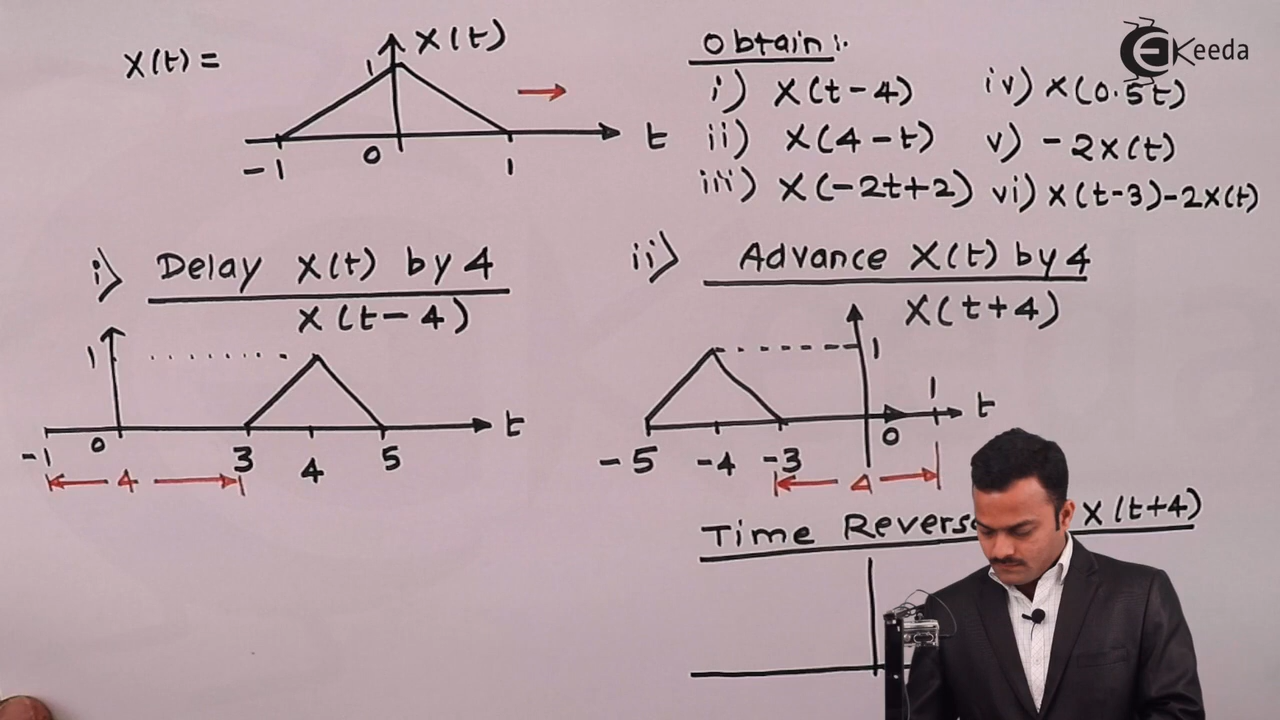 X(t) =
X(t)
1
-1 0 1 t
Obtain :
i) X(t-4)
ii) X(4-t)
iii) X(-2t+2)
iv) X(0.5t)
v) -2X(t)
vi) X(t-3)-2X(t)
Keeda
i) Delay X(t) by 4
X(t-4)
1
t
-1 0 3 4 5
4
ii) Advance X(t) by 4
X(t+4)
1
1
t
-5 -4 -3 0
4
Time X(t+4)